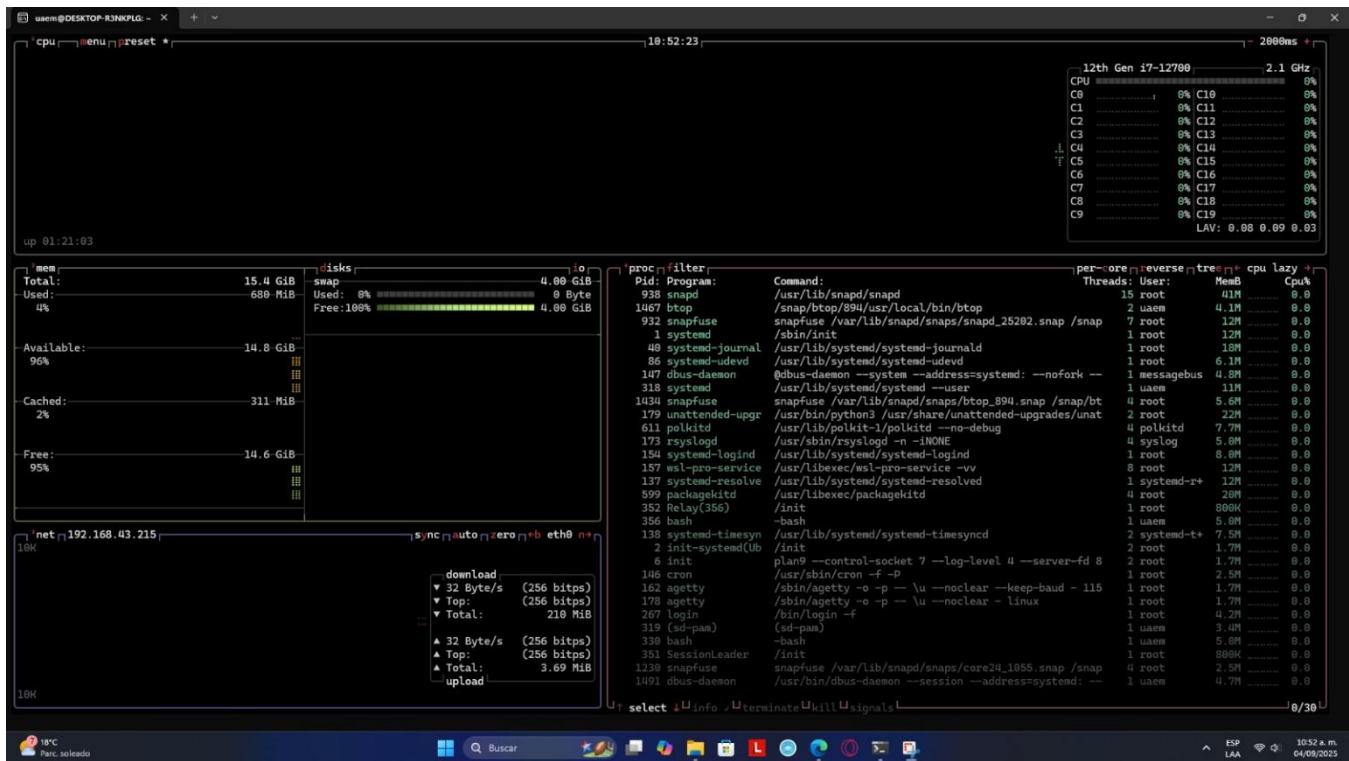 uaem@DESKTOP-R3NKPLG: ~
¹cpu menu preset * 10:52:23 - 2000ms +
12th Gen i7-12700 2.1 GHz
CPU 0%
C0 0% C10 0%
C1 0% C11 0%
C2 0% C12 0%
C3 0% C13 0%
C4 0% C14 0%
C5 0% C15 0%
C6 0% C16 0%
C7 0% C17 0%
C8 0% C18 0%
C9 0% C19 0%
LAV: 0.08 0.09 0.03
up 01:21:03
²mem
Total: 15.4 GiB
Used: 680 MiB
4%
Available: 14.8 GiB
96%
Cached: 311 MiB
2%
Free: 14.6 GiB
95%
disks io
swap 4.00 GiB
Used: 0% 0 Byte
Free:100% 4.00 GiB
³net 192.168.43.215 sync auto zero ←b eth0 n→
10K
download
▼ 32 Byte/s (256 bitps)
▼ Top: (256 bitps)
▼ Total: 210 MiB
▲ 32 Byte/s (256 bitps)
▲ Top: (256 bitps)
▲ Total: 3.69 MiB
upload
10K
⁴proc filter per-core reverse tree ← cpu lazy →
Pid: Program: Command: Threads: User: MemB Cpu%
938 snapd /usr/lib/snapd/snapd 15 root 41M 0.0
1467 btop /snap/btop/894/usr/local/bin/btop 2 uaem 4.1M 0.0
932 snapfuse snapfuse /var/lib/snapd/snaps/snapd_25202.snap /snap 7 root 12M 0.0
1 systemd /sbin/init 1 root 12M 0.0
40 systemd-journal /usr/lib/systemd/systemd-journald 1 root 18M 0.0
86 systemd-udevd /usr/lib/systemd/systemd-udevd 1 root 6.1M 0.0
147 dbus-daemon @dbus-daemon --system --address=systemd: --nofork -- 1 messagebus 4.8M 0.0
318 systemd /usr/lib/systemd/systemd --user 1 uaem 11M 0.0
1434 snapfuse snapfuse /var/lib/snapd/snaps/btop_894.snap /snap/bt 4 root 5.6M 0.0
179 unattended-upgr /usr/bin/python3 /usr/share/unattended-upgrades/unat 2 root 22M 0.0
611 polkitd /usr/lib/polkit-1/polkitd --no-debug 4 polkitd 7.7M 0.0
173 rsyslogd /usr/sbin/rsyslogd -n -iNONE 4 syslog 5.0M 0.0
154 systemd-logind /usr/lib/systemd/systemd-logind 1 root 8.0M 0.0
157 wsl-pro-service /usr/libexec/wsl-pro-service -vv 8 root 12M 0.0
137 systemd-resolve /usr/lib/systemd/systemd-resolved 1 systemd-r+ 12M 0.0
599 packagekitd /usr/libexec/packagekitd 4 root 20M 0.0
352 Relay(356) /init 1 root 800K 0.0
356 bash -bash 1 uaem 5.0M 0.0
138 systemd-timesyn /usr/lib/systemd/systemd-timesyncd 2 systemd-t+ 7.5M 0.0
2 init-systemd(Ub /init 2 root 1.7M 0.0
6 init plan9 --control-socket 7 --log-level 4 --server-fd 8 2 root 1.7M 0.0
146 cron /usr/sbin/cron -f -P 1 root 2.5M 0.0
162 agetty /sbin/agetty -o -p -- \u --noclear --keep-baud - 115 1 root 1.7M 0.0
178 agetty /sbin/agetty -o -p -- \u --noclear - linux 1 root 1.7M 0.0
267 login /bin/login -f 1 root 4.2M 0.0
319 (sd-pam) (sd-pam) 1 uaem 3.4M 0.0
330 bash -bash 1 uaem 5.0M 0.0
351 SessionLeader /init 1 root 800K 0.0
1230 snapfuse snapfuse /var/lib/snapd/snaps/core24_1055.snap /snap 4 root 2.5M 0.0
1491 dbus-daemon /usr/bin/dbus-daemon --session --address=systemd: -- 1 uaem 4.7M 0.0
↑ select ↓ info ↲ terminate kill signals 0/30
7
18°C
Parc. soleado
Buscar
L
ESP
LAA
10:52 a. m.
04/09/2025